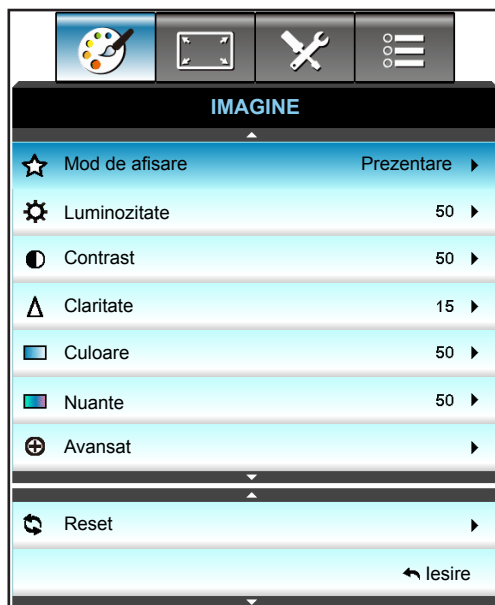 IMAGINE
Mod de afisare Prezentare
Luminozitate 50
Contrast 50
Claritate 15
Culoare 50
Nuante 50
Avansat
Reset
Iesire